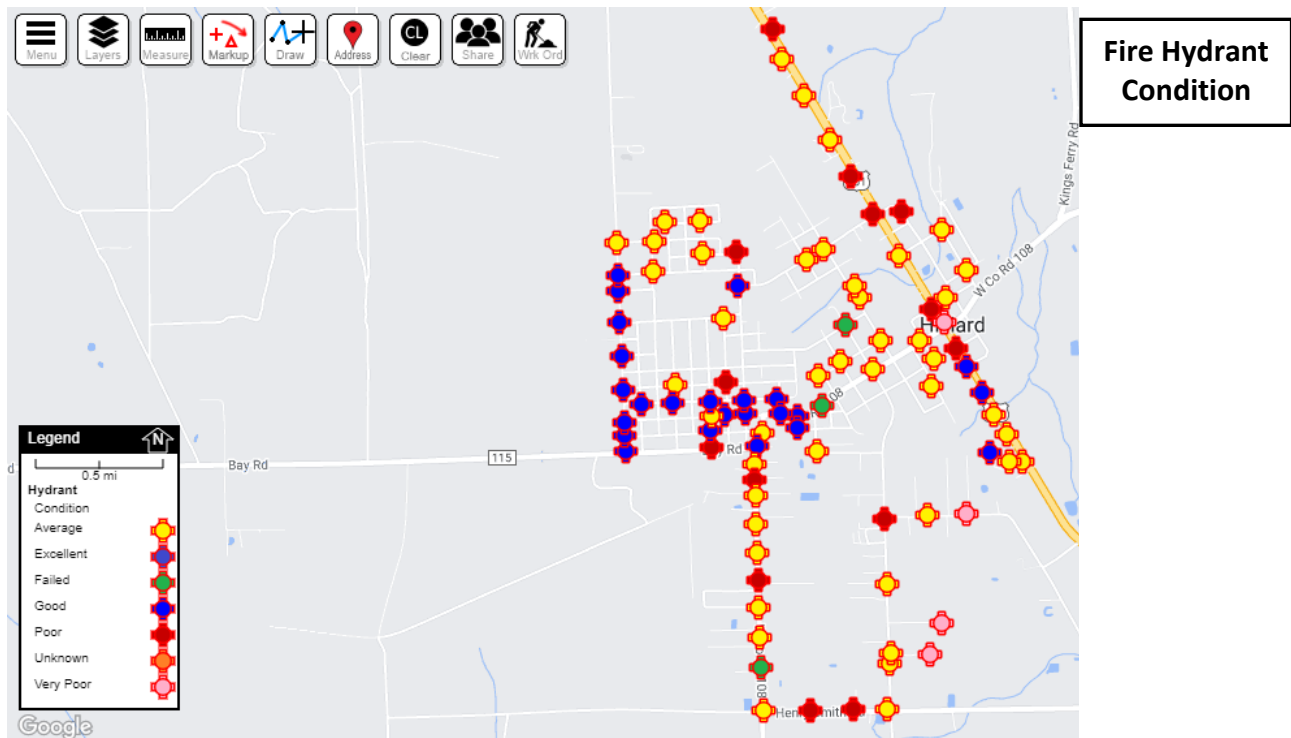 Menu
Layers
Measure
Markup
Draw
Address
CL
Clear
Share
Wrk Ord
Fire Hydrant
Condition
Kings Ferry Rd
W Co Rd 108
108
Bay Rd
115
Rd
108
Legend
N
0.5 mi
Hydrant
Condition
Average
Excellent
Failed
Good
Poor
Unknown
Very Poor
Google